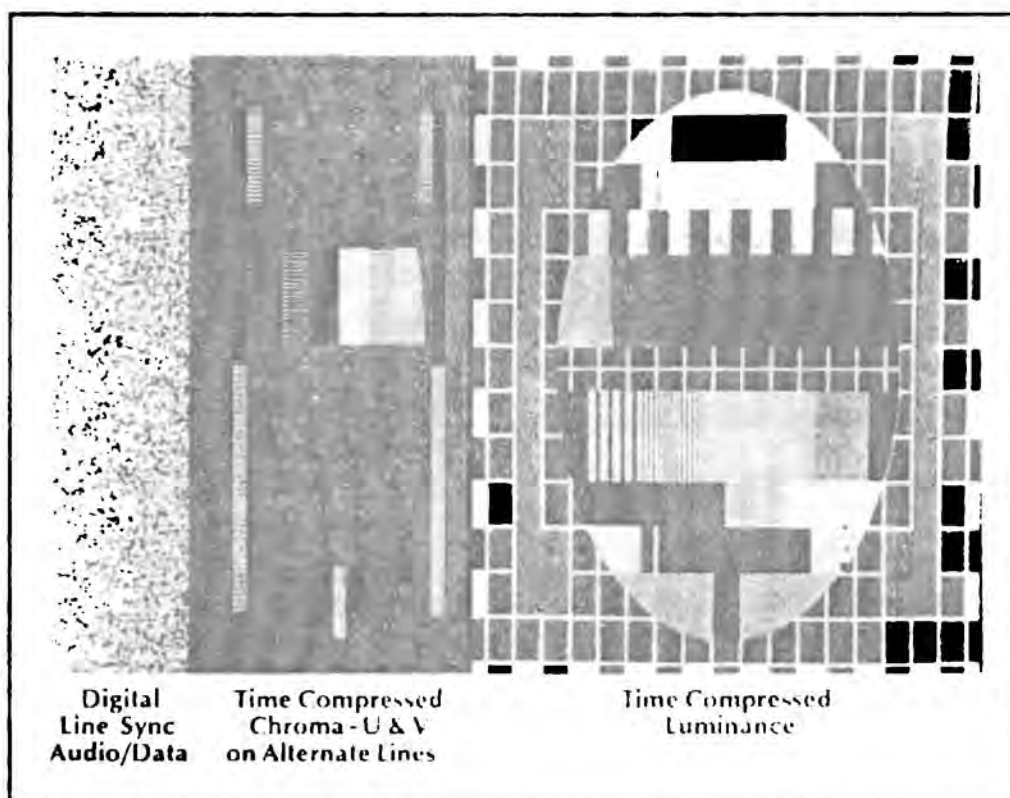 Digital
Line Sync
Audio/Data
Time Compressed
Chroma - U & V
on Alternate Lines
Time Compressed
Luminance